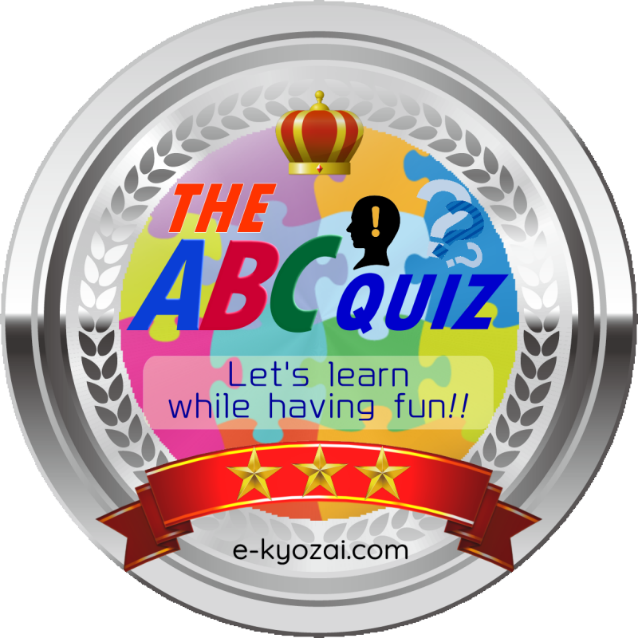 THE
ABC QUIZ
Let's learn
while having fun!!
e-kyozai.com